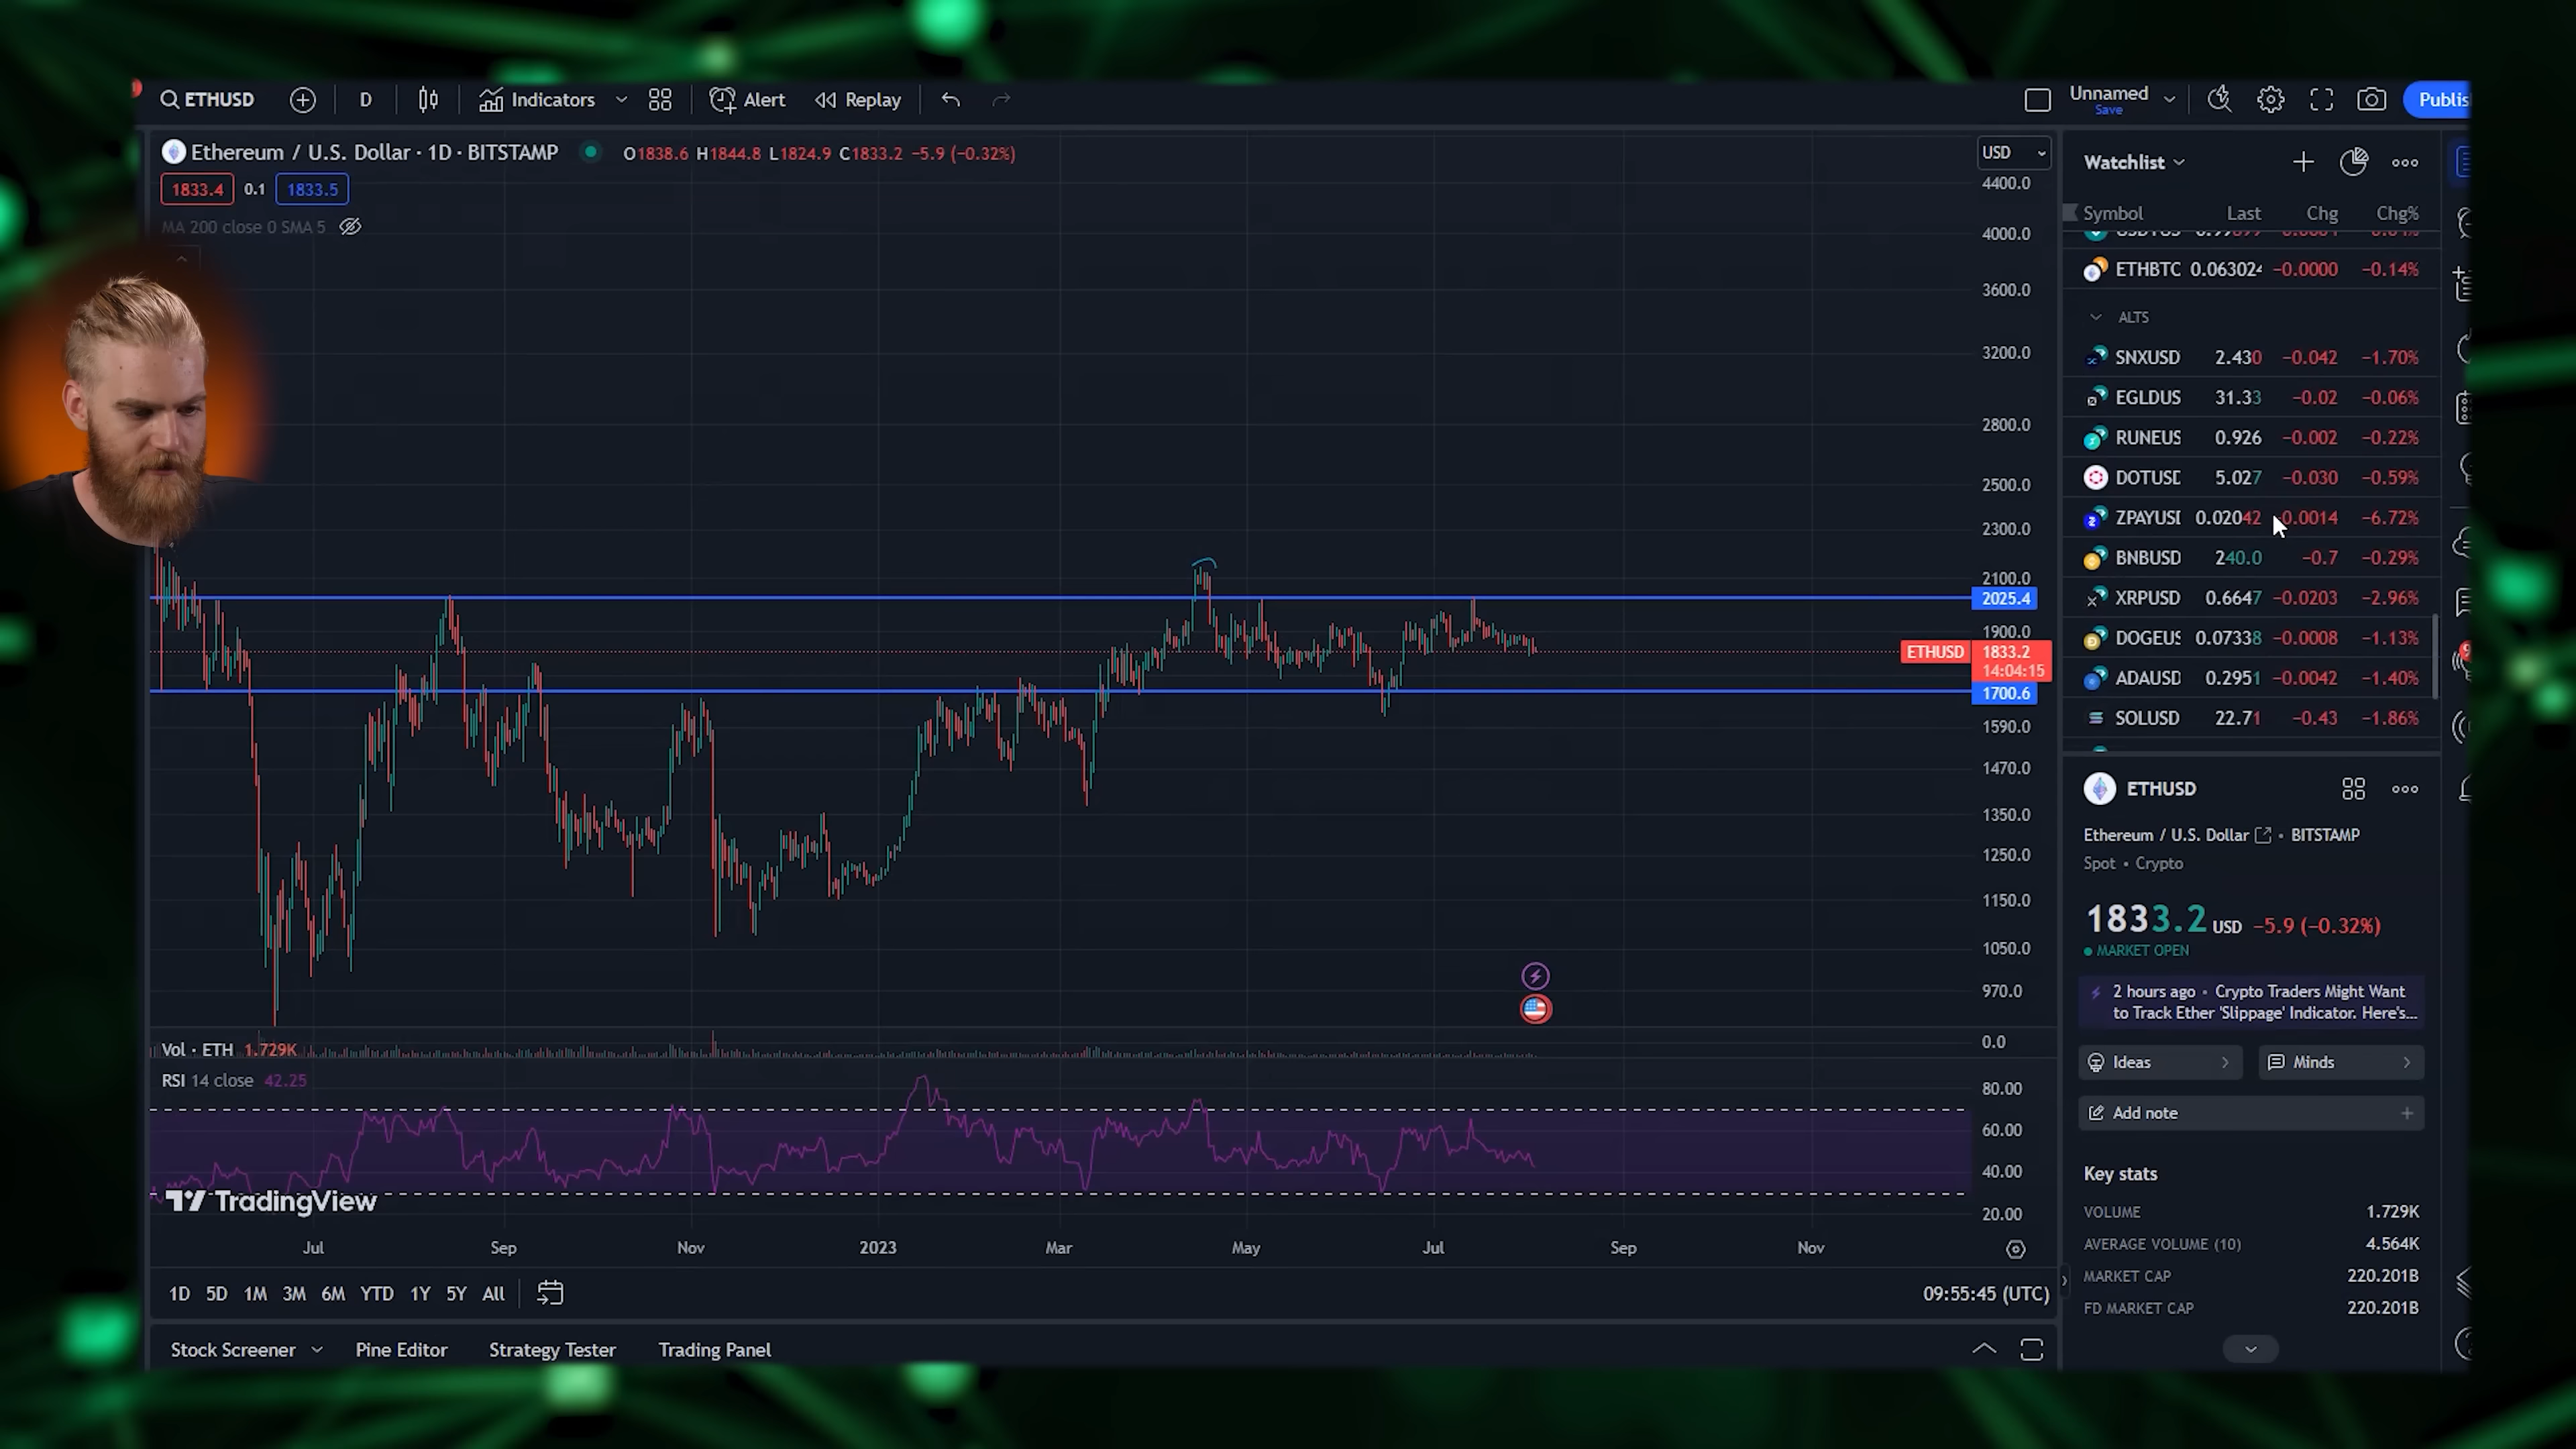 ETHUSD D Indicators Alert Replay Unnamed Publis
Save
Ethereum / U.S. Dollar · 1D · BITSTAMP O1838.6 H1844.8 L1824.9 C1833.2 −5.9 (−0.32%)
1833.4 0.1 1833.5
MA 200 close 0 SMA 5
USD
4400.0
4000.0
3600.0
3200.0
2800.0
2500.0
2300.0
2100.0
2025.4
1900.0
ETHUSD 1833.2
14:04:15
1700.6
1590.0
1470.0
1350.0
1250.0
1150.0
1050.0
970.0
0.0
Vol · ETH 1.729K
RSI 14 close 42.25
80.00
60.00
40.00
20.00
TradingView
Jul Sep Nov 2023 Mar May Jul Sep Nov
1D 5D 1M 3M 6M YTD 1Y 5Y All 09:55:45 (UTC)
Stock Screener Pine Editor Strategy Tester Trading Panel
Watchlist
Symbol Last Chg Chg%
ETHBTC 0.063024 −0.0000 −0.14%
ALTS
SNXUSD 2.430 −0.042 −1.70%
EGLDUS 31.33 −0.02 −0.06%
RUNEUS 0.926 −0.002 −0.22%
DOTUSD 5.027 −0.030 −0.59%
ZPAYUSD 0.02042 0.0014 −6.72%
BNBUSD 240.0 −0.7 −0.29%
XRPUSD 0.6647 −0.0203 −2.96%
DOGEUS 0.07338 −0.0008 −1.13%
ADAUSD 0.2951 −0.0042 −1.40%
SOLUSD 22.71 −0.43 −1.86%
ETHUSD
Ethereum / U.S. Dollar • BITSTAMP
Spot • Crypto
1833.2 USD −5.9 (−0.32%)
MARKET OPEN
2 hours ago • Crypto Traders Might Want
to Track Ether 'Slippage' Indicator. Here's...
Ideas Minds
Add note
Key stats
VOLUME 1.729K
AVERAGE VOLUME (10) 4.564K
MARKET CAP 220.201B
FD MARKET CAP 220.201B